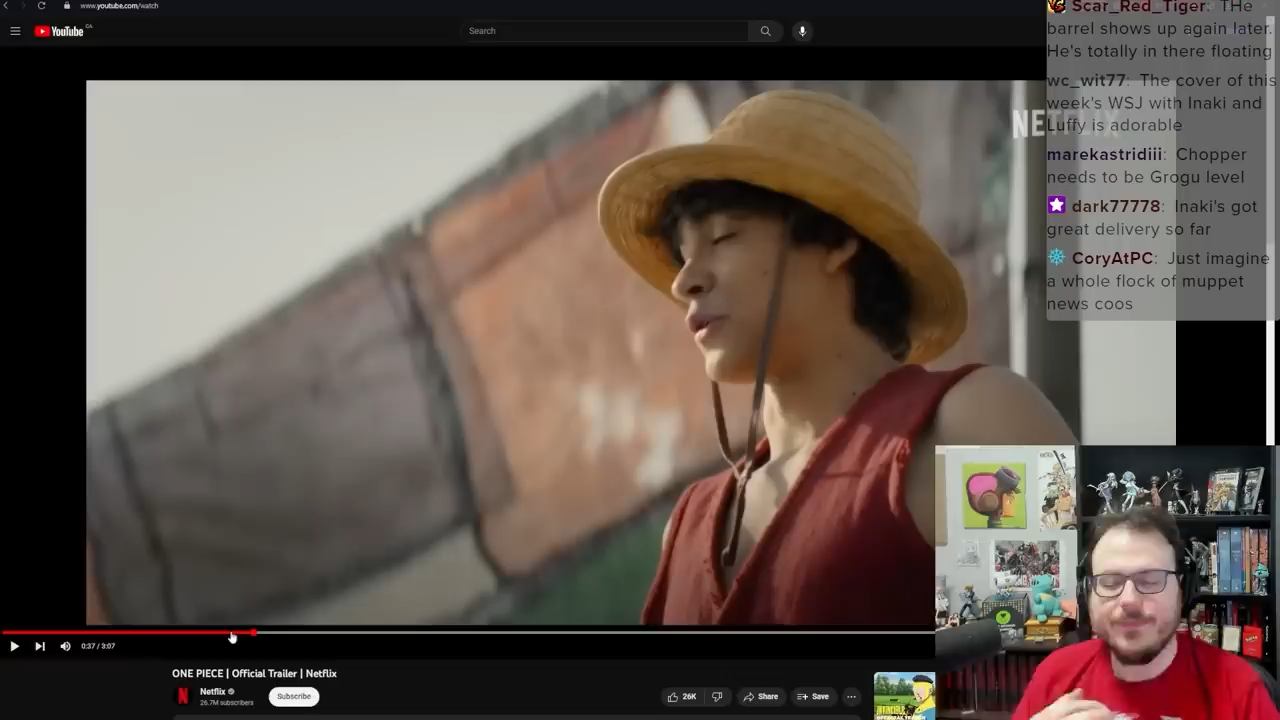 www.youtube.com/watch
YouTube CA
Search
NETFLIX
Scar_Red_Tiger: THe
barrel shows up again later.
He's totally in there floating
wc_wit77: The cover of this
week's WSJ with Inaki and
Luffy is adorable
marekastridiii: Chopper
needs to be Grogu level
dark77778: Inaki's got
great delivery so far
CoryAtPC: Just imagine
a whole flock of muppet
news coos
0:37 / 3:07
ONE PIECE | Official Trailer | Netflix
Netflix
26.7M subscribers
Subscribe
26K
Share
Save